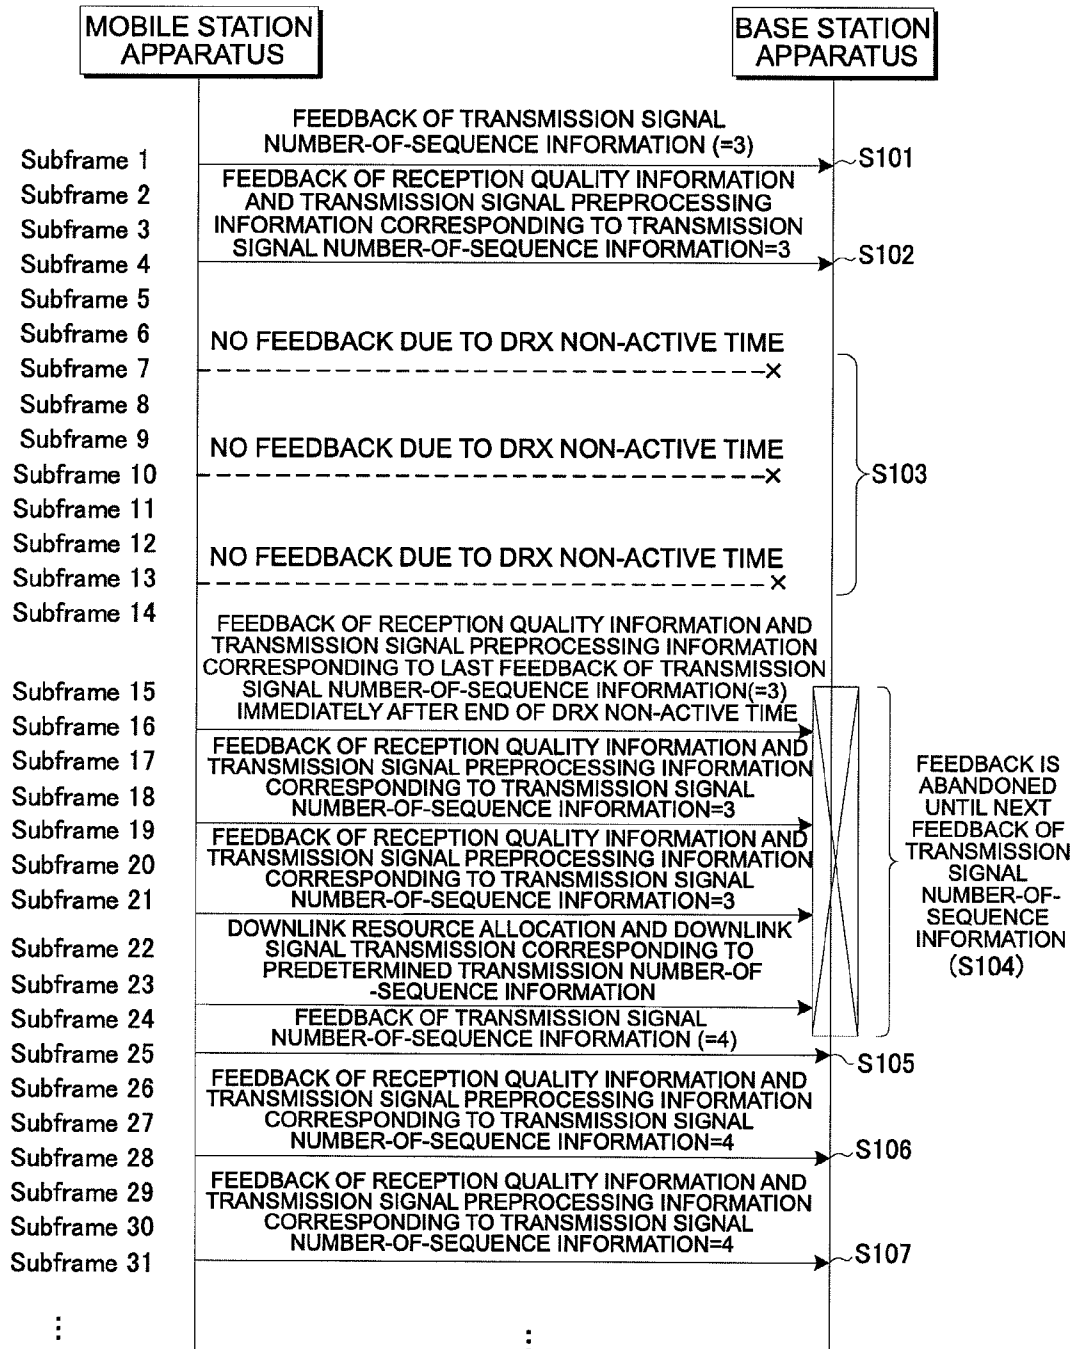 MOBILE STATION
APPARATUS
BASE STATION
APPARATUS
FEEDBACK OF TRANSMISSION SIGNAL
NUMBER-OF-SEQUENCE INFORMATION (=3)
Subframe 1
S101
FEEDBACK OF RECEPTION QUALITY INFORMATION
Subframe 2
AND TRANSMISSION SIGNAL PREPROCESSING
Subframe 3
INFORMATION CORRESPONDING TO TRANSMISSION
SIGNAL NUMBER-OF-SEQUENCE INFORMATION=3
Subframe 4
S102
Subframe 5
Subframe 6
NO FEEDBACK DUE TO DRX NON-ACTIVE TIME
Subframe 7
Subframe 8
Subframe 9
NO FEEDBACK DUE TO DRX NON-ACTIVE TIME
Subframe 10
S103
Subframe 11
Subframe 12
NO FEEDBACK DUE TO DRX NON-ACTIVE TIME
Subframe 13
Subframe 14
FEEDBACK OF RECEPTION QUALITY INFORMATION AND
TRANSMISSION SIGNAL PREPROCESSING INFORMATION
CORRESPONDING TO LAST FEEDBACK OF TRANSMISSION
Subframe 15
SIGNAL NUMBER-OF-SEQUENCE INFORMATION(=3)
IMMEDIATELY AFTER END OF DRX NON-ACTIVE TIME
Subframe 16
FEEDBACK OF RECEPTION QUALITY INFORMATION AND
Subframe 17
TRANSMISSION SIGNAL PREPROCESSING INFORMATION
CORRESPONDING TO TRANSMISSION SIGNAL
Subframe 18
NUMBER-OF-SEQUENCE INFORMATION=3
Subframe 19
FEEDBACK OF RECEPTION QUALITY INFORMATION AND
TRANSMISSION SIGNAL PREPROCESSING INFORMATION
Subframe 20
CORRESPONDING TO TRANSMISSION SIGNAL
NUMBER-OF-SEQUENCE INFORMATION=3
Subframe 21
DOWNLINK RESOURCE ALLOCATION AND DOWNLINK
SIGNAL TRANSMISSION CORRESPONDING TO
Subframe 22
PREDETERMINED TRANSMISSION NUMBER-OF
-SEQUENCE INFORMATION
Subframe 23
FEEDBACK IS
ABANDONED
UNTIL NEXT
FEEDBACK OF
TRANSMISSION
SIGNAL
NUMBER-OF-
SEQUENCE
INFORMATION
(S104)
Subframe 24
FEEDBACK OF TRANSMISSION SIGNAL
NUMBER-OF-SEQUENCE INFORMATION (=4)
Subframe 25
S105
FEEDBACK OF RECEPTION QUALITY INFORMATION AND
Subframe 26
TRANSMISSION SIGNAL PREPROCESSING INFORMATION
CORRESPONDING TO TRANSMISSION SIGNAL
Subframe 27
NUMBER-OF-SEQUENCE INFORMATION=4
Subframe 28
S106
FEEDBACK OF RECEPTION QUALITY INFORMATION AND
Subframe 29
TRANSMISSION SIGNAL PREPROCESSING INFORMATION
CORRESPONDING TO TRANSMISSION SIGNAL
Subframe 30
NUMBER-OF-SEQUENCE INFORMATION=4
Subframe 31
S107